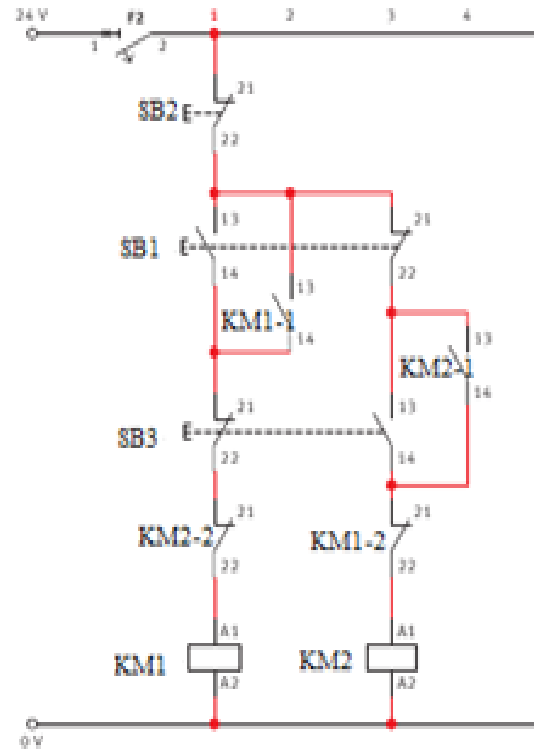 24 V F2 1 2 3 4
1 2
21
SB2
22
13 21
SB1
14 22
13 13
KM1-1 KM2-1
14 14
21 13
SB3
22 14
21 21
KM2-2 KM1-2
22 22
A1 A1
KM1 KM2
A2 A2
0 V